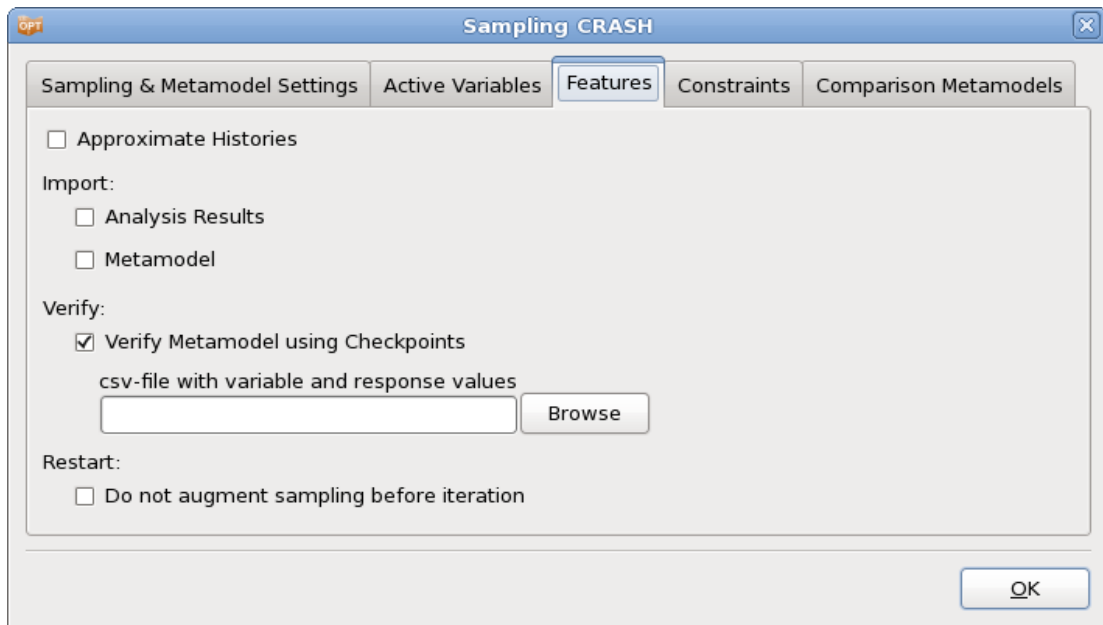 OPT
Sampling CRASH
Sampling & Metamodel Settings Active Variables Features Constraints Comparison Metamodels
Approximate Histories
Import:
Analysis Results
Metamodel
Verify:
Verify Metamodel using Checkpoints
csv-file with variable and response values
Browse
Restart:
Do not augment sampling before iteration
OK